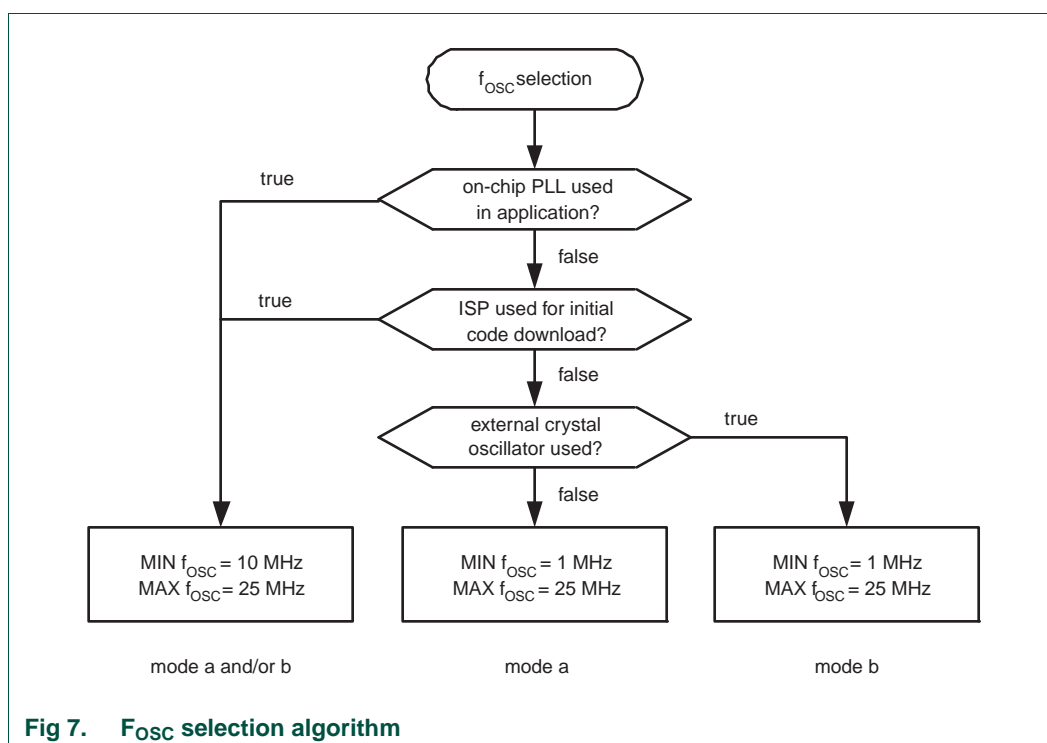 fOSC selection
true
on-chip PLL used
in application?
false
true
ISP used for initial
code download?
false
external crystal
oscillator used?
true
false
MIN fOSC = 10 MHz
MAX fOSC = 25 MHz
MIN fOSC = 1 MHz
MAX fOSC = 25 MHz
MIN fOSC = 1 MHz
MAX fOSC = 25 MHz
mode a and/or b
mode a
mode b
Fig 7. FOSC selection algorithm